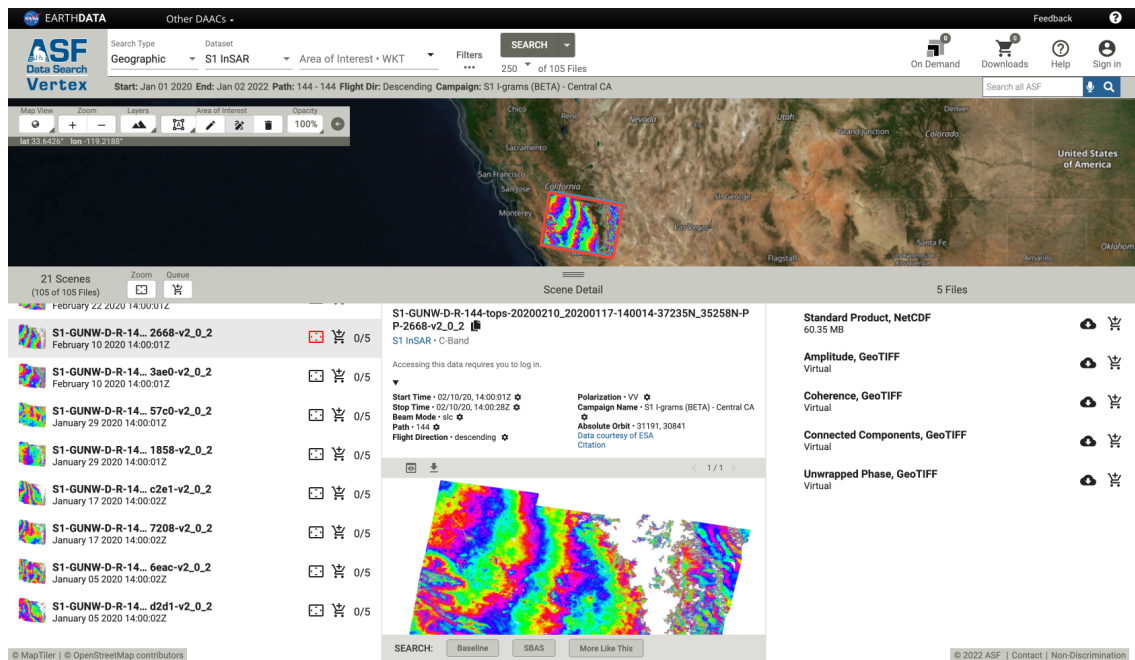 EARTHDATA Other DAACs Feedback ?
ASF
Data Search
Vertex
Search Type Dataset
Geographic S1 InSAR Area of Interest • WKT
Filters
SEARCH
250 of 105 Files
0
On Demand
0
Downloads
Help
Sign in
Start: Jan 01 2020 End: Jan 02 2022 Path: 144 - 144 Flight Dir: Descending Campaign: S1 I-grams (BETA) - Central CA
Search all ASF
Map View Zoom Layers Area of Interest Opacity
+ − 100%
lat 33.6426° lon -119.2188°
Chico
Reno
Nevada
Utah
Denver
Grand Junction
Colorado
Sacramento
United States
of America
San Francisco
San Jose
California
St. George
Monterey
Las Vegas
Santa Fe
Flagstaff
Amarillo
Oklahom
21 Scenes
(105 of 105 Files)
Zoom Queue
Scene Detail
5 Files
February 22 2020 14:00:01Z
S1-GUNW-D-R-14... 2668-v2_0_2
February 10 2020 14:00:01Z
0/5
S1-GUNW-D-R-14... 3ae0-v2_0_2
February 10 2020 14:00:01Z
0/5
S1-GUNW-D-R-14... 57c0-v2_0_2
January 29 2020 14:00:01Z
0/5
S1-GUNW-D-R-14... 1858-v2_0_2
January 29 2020 14:00:01Z
0/5
S1-GUNW-D-R-14... c2e1-v2_0_2
January 17 2020 14:00:02Z
0/5
S1-GUNW-D-R-14... 7208-v2_0_2
January 17 2020 14:00:02Z
0/5
S1-GUNW-D-R-14... 6eac-v2_0_2
January 05 2020 14:00:02Z
0/5
S1-GUNW-D-R-14... d2d1-v2_0_2
January 05 2020 14:00:02Z
0/5
© MapTiler | © OpenStreetMap contributors
S1-GUNW-D-R-144-tops-20200210_20200117-140014-37235N_35258N-P
P-2668-v2_0_2
S1 InSAR • C-Band
Accessing this data requires you to log in.
Start Time • 02/10/20, 14:00:01Z
Stop Time • 02/10/20, 14:00:28Z
Beam Mode • slc
Path • 144
Flight Direction • descending
Polarization • VV
Campaign Name • S1 I-grams (BETA) - Central CA
Absolute Orbit • 31191, 30841
Data courtesy of ESA
Citation
< 1 / 1 >
SEARCH: Baseline SBAS More Like This
Standard Product, NetCDF
60.35 MB
Amplitude, GeoTIFF
Virtual
Coherence, GeoTIFF
Virtual
Connected Components, GeoTIFF
Virtual
Unwrapped Phase, GeoTIFF
Virtual
© 2022 ASF | Contact | Non-Discrimination